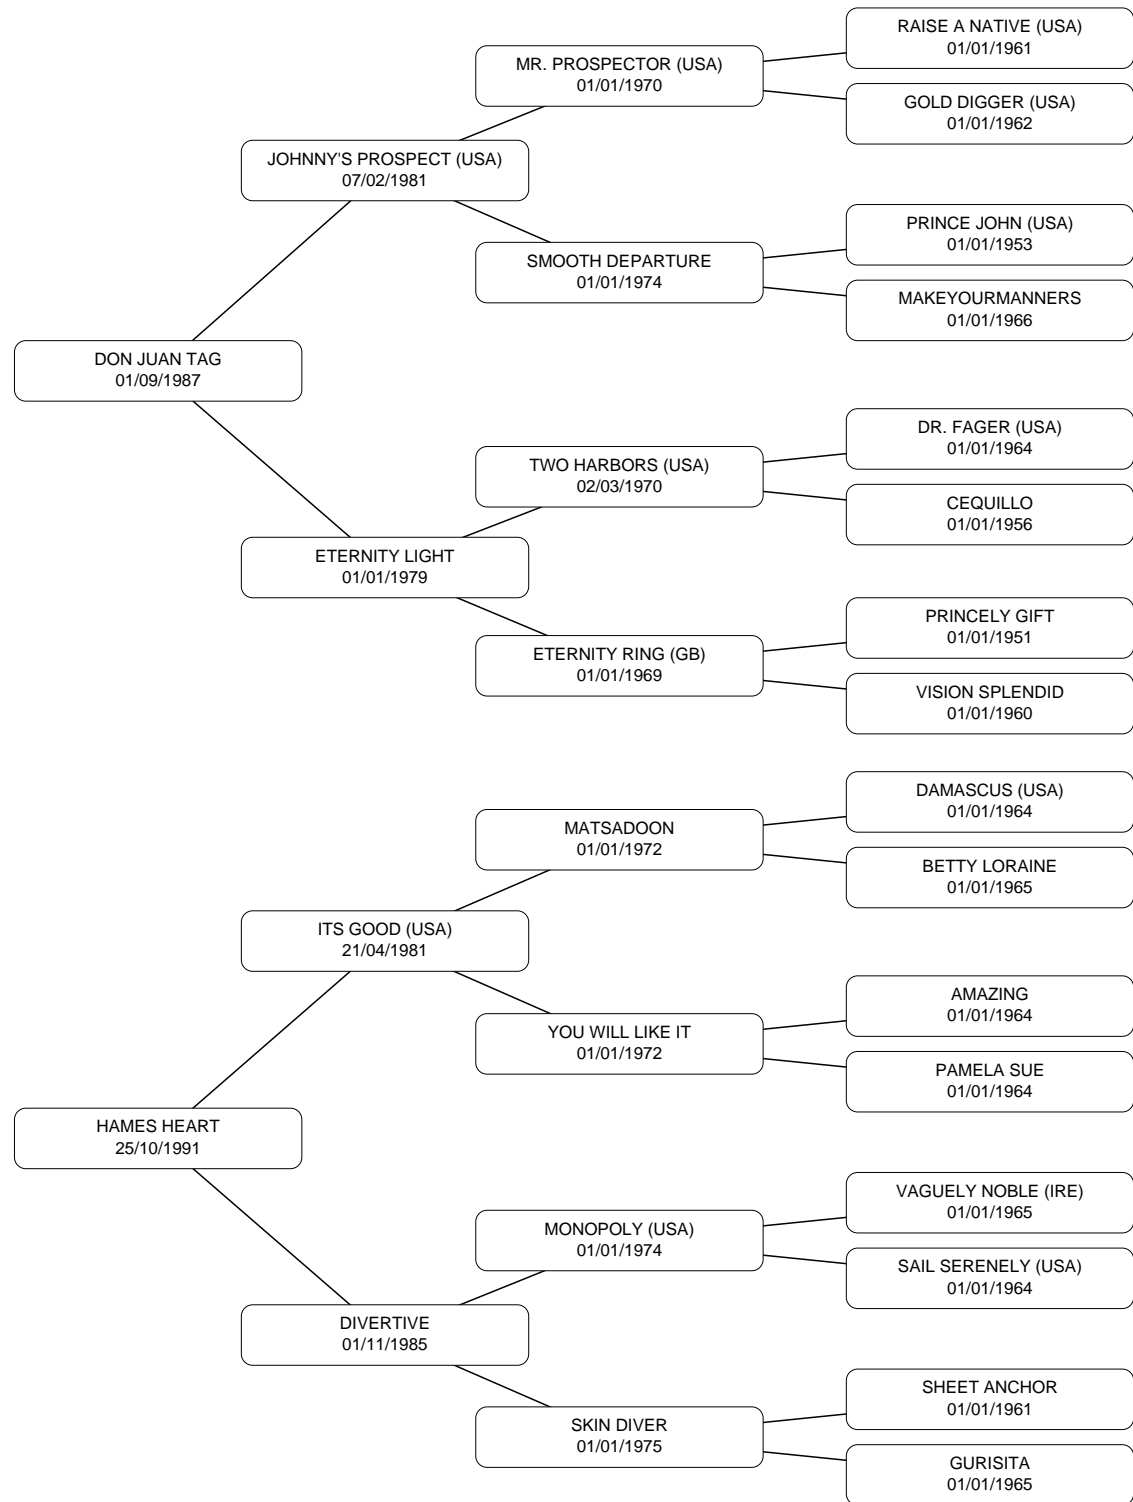 RAISE A NATIVE (USA)
01/01/1961
MR. PROSPECTOR (USA)
01/01/1970
GOLD DIGGER (USA)
01/01/1962
JOHNNY'S PROSPECT (USA)
07/02/1981
PRINCE JOHN (USA)
01/01/1953
SMOOTH DEPARTURE
01/01/1974
MAKEYOURMANNERS
01/01/1966
DON JUAN TAG
01/09/1987
DR. FAGER (USA)
01/01/1964
TWO HARBORS (USA)
02/03/1970
CEQUILLO
01/01/1956
ETERNITY LIGHT
01/01/1979
PRINCELY GIFT
01/01/1951
ETERNITY RING (GB)
01/01/1969
VISION SPLENDID
01/01/1960
DAMASCUS (USA)
01/01/1964
MATSADOON
01/01/1972
BETTY LORAINE
01/01/1965
ITS GOOD (USA)
21/04/1981
AMAZING
01/01/1964
YOU WILL LIKE IT
01/01/1972
PAMELA SUE
01/01/1964
HAMES HEART
25/10/1991
VAGUELY NOBLE (IRE)
01/01/1965
MONOPOLY (USA)
01/01/1974
SAIL SERENELY (USA)
01/01/1964
DIVERTIVE
01/11/1985
SHEET ANCHOR
01/01/1961
SKIN DIVER
01/01/1975
GURISITA
01/01/1965